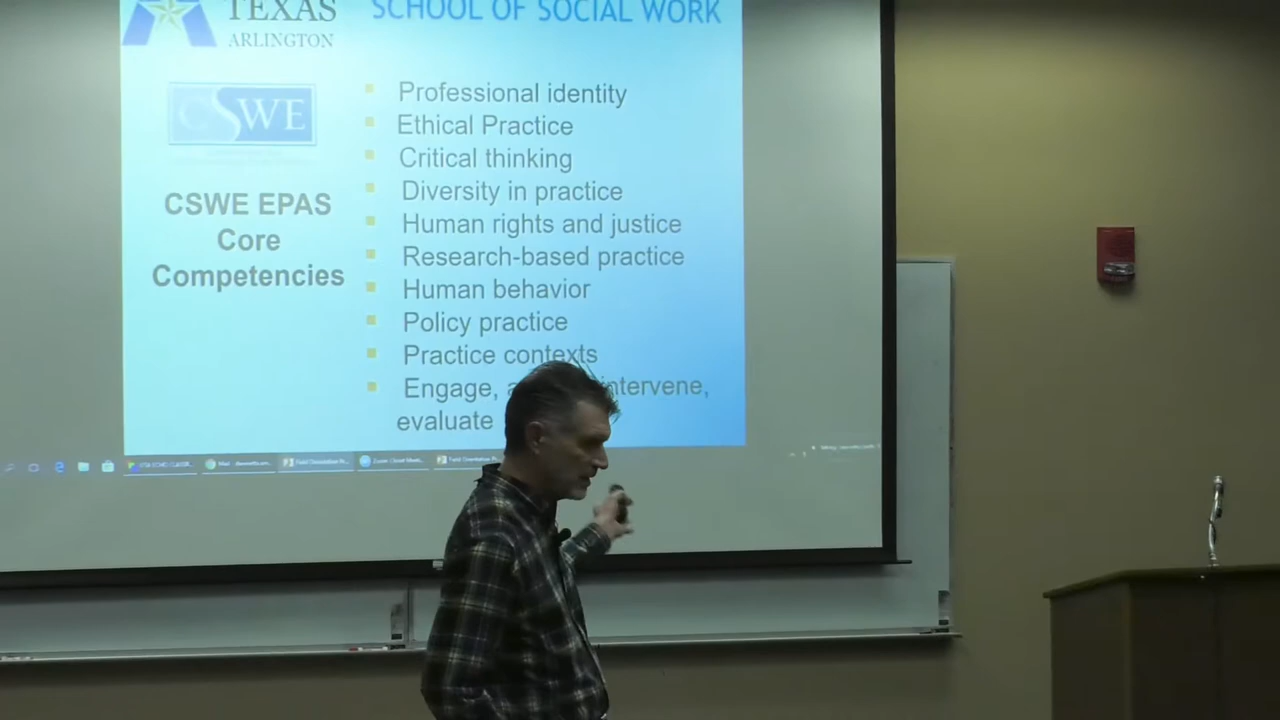 TEXAS
ARLINGTON
SCHOOL OF SOCIAL WORK
CSWE
CSWE EPAS
Core
Competencies
Professional identity
Ethical Practice
Critical thinking
Diversity in practice
Human rights and justice
Research-based practice
Human behavior
Policy practice
Practice contexts
Engage, intervene,
evaluate